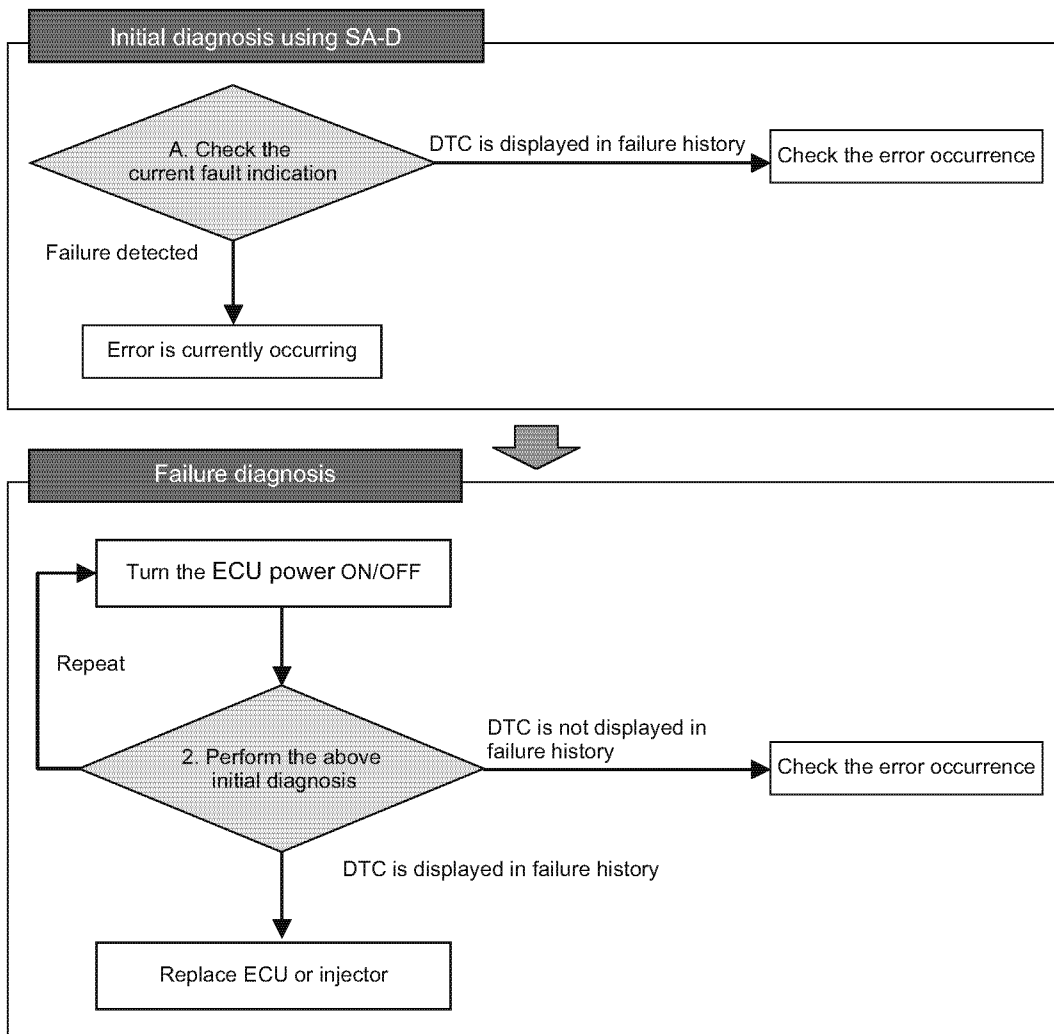 Initial diagnosis using SA-D
A. Check the
current fault indication
DTC is displayed in failure history
Check the error occurrence
Failure detected
Error is currently occurring
Failure diagnosis
Turn the ECU power ON/OFF
Repeat
2. Perform the above
initial diagnosis
DTC is not displayed in
failure history
Check the error occurrence
DTC is displayed in failure history
Replace ECU or injector